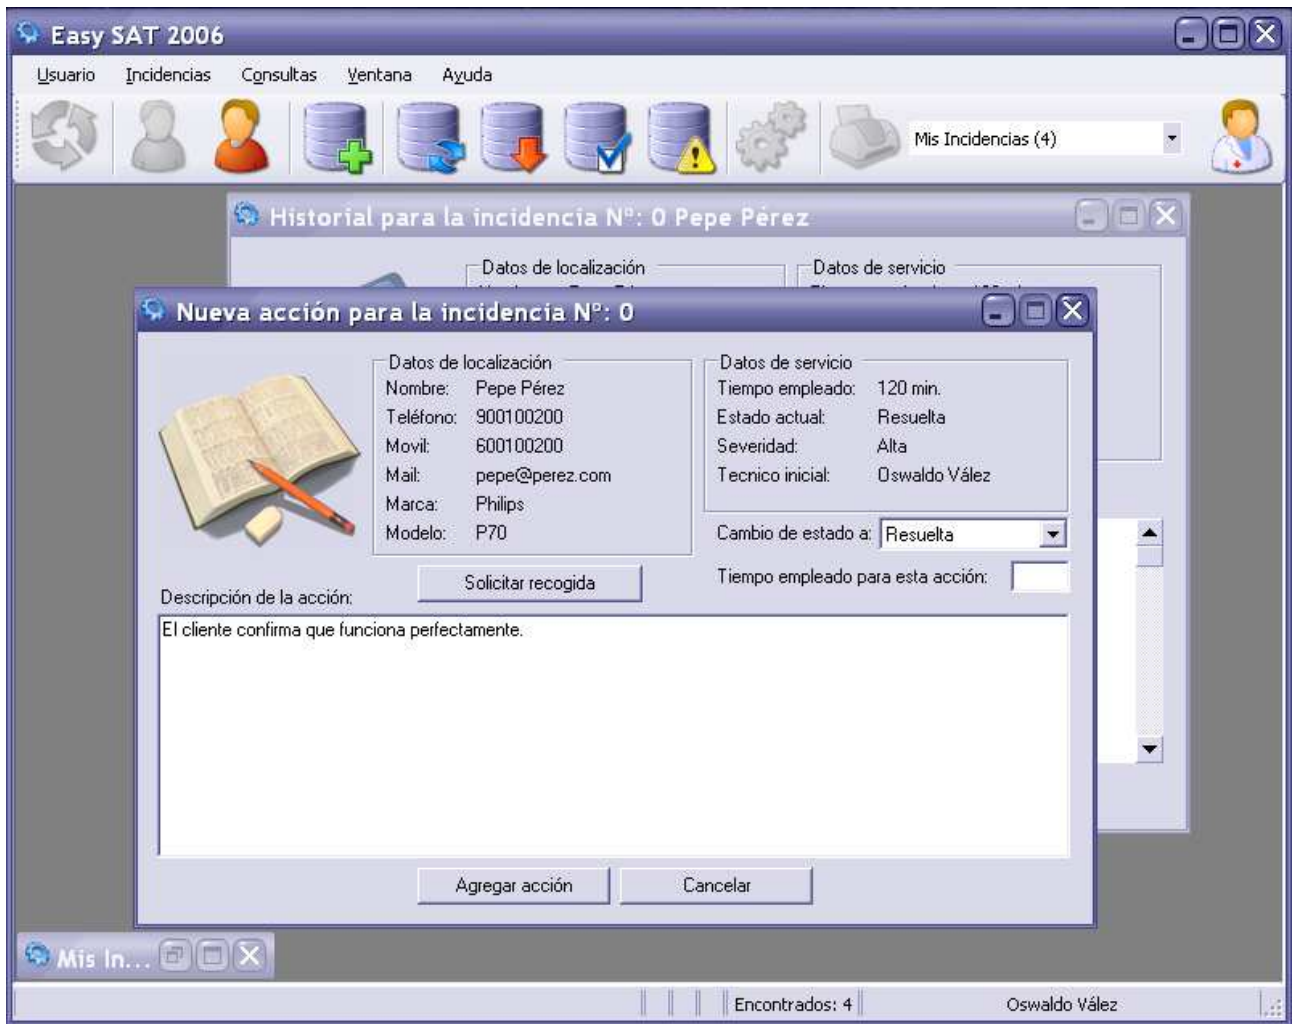 Easy SAT 2006
Usuario Incidencias Consultas Ventana Ayuda
Mis Incidencias (4)
Historial para la incidencia Nº: 0 Pepe Pérez
Datos de localización Datos de servicio
Nueva acción para la incidencia Nº: 0
Datos de localización
Nombre: Pepe Pérez
Teléfono: 900100200
Movil: 600100200
Mail: pepe@perez.com
Marca: Philips
Modelo: P70
Datos de servicio
Tiempo empleado: 120 min.
Estado actual: Resuelta
Severidad: Alta
Tecnico inicial: Oswaldo Vález
Cambio de estado a: Resuelta
Solicitar recogida
Tiempo empleado para esta acción:
Descripción de la acción:
El cliente confirma que funciona perfectamente.
Agregar acción Cancelar
Mis In...
Encontrados: 4 Oswaldo Vález